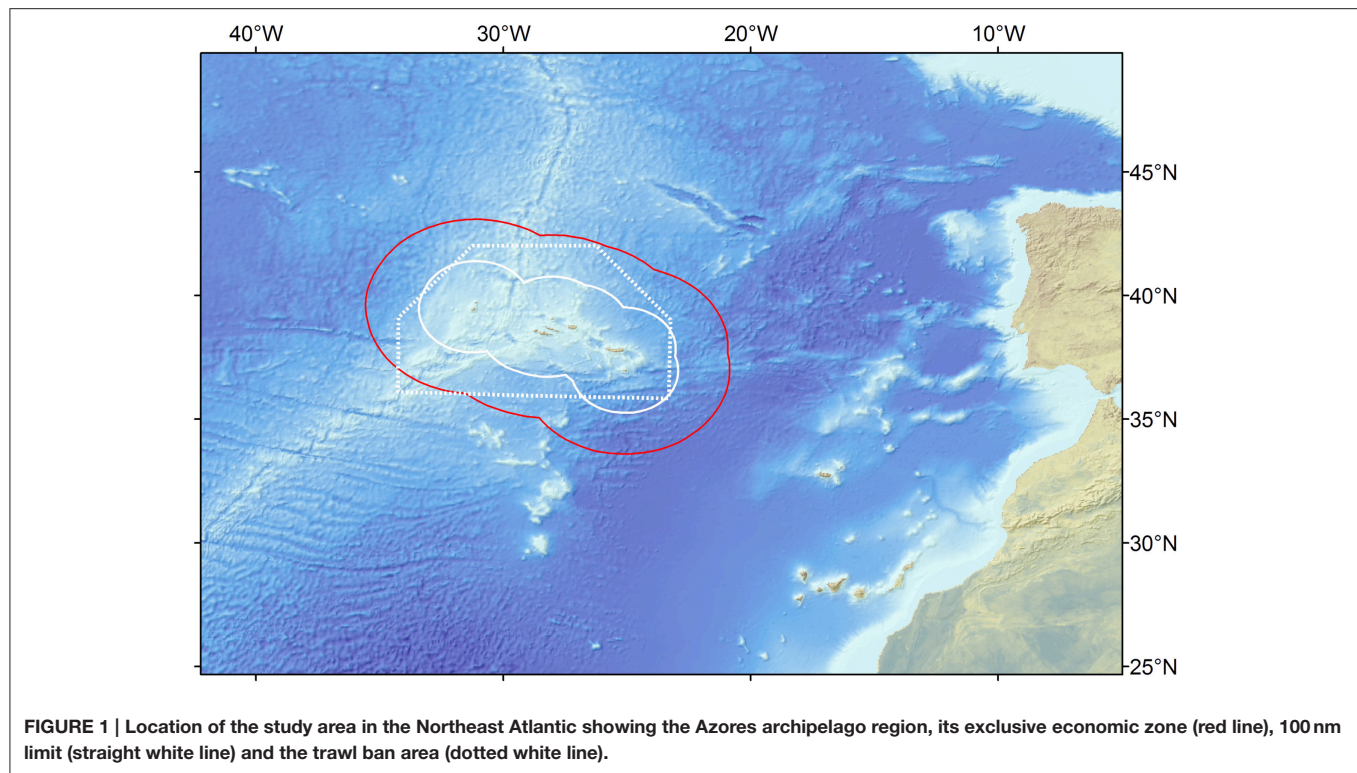 40°W 30°W 20°W 10°W
45°N
40°N
35°N
30°N
25°N
FIGURE 1 | Location of the study area in the Northeast Atlantic showing the Azores archipelago region, its exclusive economic zone (red line), 100 nm
limit (straight white line) and the trawl ban area (dotted white line).